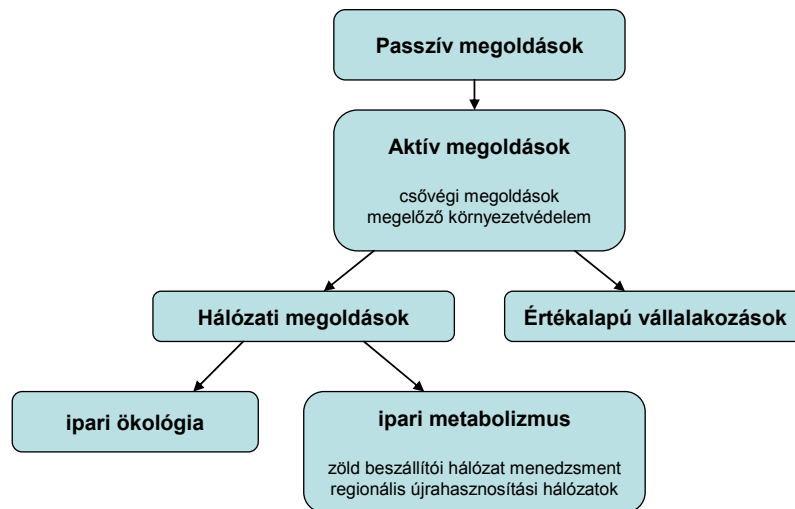 Passzív megoldások
Aktív megoldások
csővégi megoldások
megelőző környezetvédelem
Hálózati megoldások
Értékalapú vállalakozások
ipari ökológia
ipari metabolizmus
zöld beszállítói hálózat menedzsment
regionális újrahasznosítási hálózatok